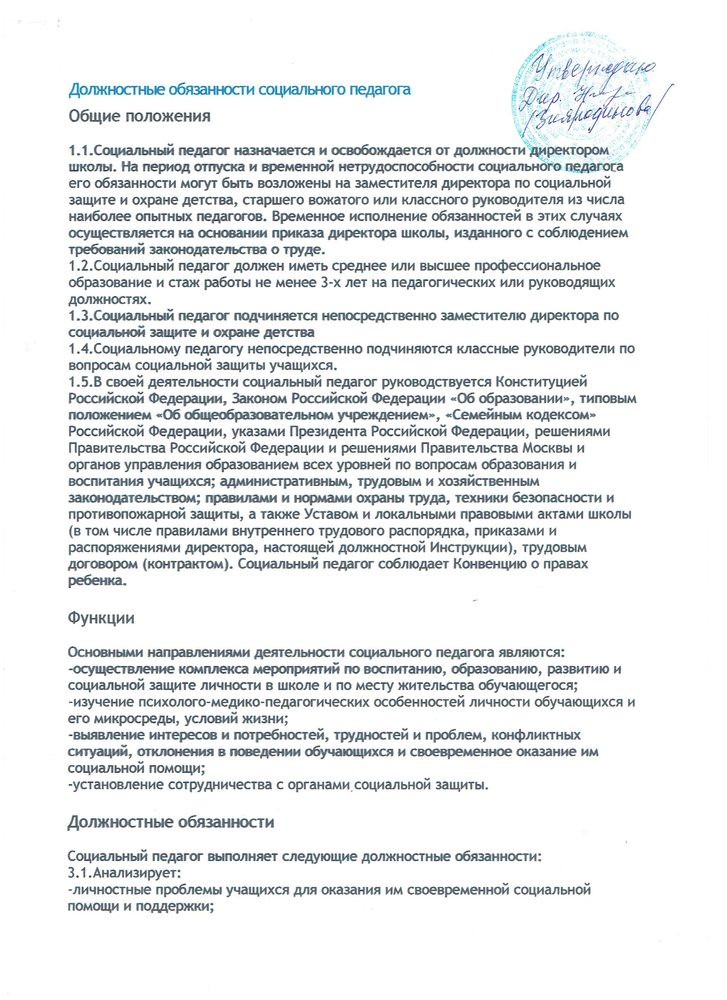 Утверждаю
Дир.
Должностные обязанности социального педагога
Общие положения
1.1.Социальный педагог назначается и освобождается от должности директором
школы. На период отпуска и временной нетрудоспособности социального педагога
его обязанности могут быть возложены на заместителя директора по социальной
защите и охране детства, старшего вожатого или классного руководителя из числа
наиболее опытных педагогов. Временное исполнение обязанностей в этих случаях
осуществляется на основании приказа директора школы, изданного с соблюдением
требований законодательства о труде.
1.2.Социальный педагог должен иметь среднее или высшее профессиональное
образование и стаж работы не менее 3-х лет на педагогических или руководящих
должностях.
1.3.Социальный педагог подчиняется непосредственно заместителю директора по
социальной защите и охране детства
1.4.Социальному педагогу непосредственно подчиняются классные руководители по
вопросам социальной защиты учащихся.
1.5.В своей деятельности социальный педагог руководствуется Конституцией
Российской Федерации, Законом Российской Федерации «Об образовании», типовым
положением «Об общеобразовательном учреждением», «Семейным кодексом»
Российской Федерации, указами Президента Российской Федерации, решениями
Правительства Российской Федерации и решениями Правительства Москвы и
органов управления образованием всех уровней по вопросам образования и
воспитания учащихся; административным, трудовым и хозяйственным
законодательством; правилами и нормами охраны труда, техники безопасности и
противопожарной защиты, а также Уставом и локальными правовыми актами школы
(в том числе правилами внутреннего трудового распорядка, приказами и
распоряжениями директора, настоящей должностной Инструкции), трудовым
договором (контрактом). Социальный педагог соблюдает Конвенцию о правах
ребенка.
Функции
Основными направлениями деятельности социального педагога являются:
-осуществление комплекса мероприятий по воспитанию, образованию, развитию и
социальной защите личности в школе и по месту жительства обучающегося;
-изучение психолого-медико-педагогических особенностей личности обучающихся и
его микросреды, условий жизни;
-выявление интересов и потребностей, трудностей и проблем, конфликтных
ситуаций, отклонения в поведении обучающихся и своевременное оказание им
социальной помощи;
-установление сотрудничества с органами социальной защиты.
Должностные обязанности
Социальный педагог выполняет следующие должностные обязанности:
3.1.Анализирует:
-личностные проблемы учащихся для оказания им своевременной социальной
помощи и поддержки;